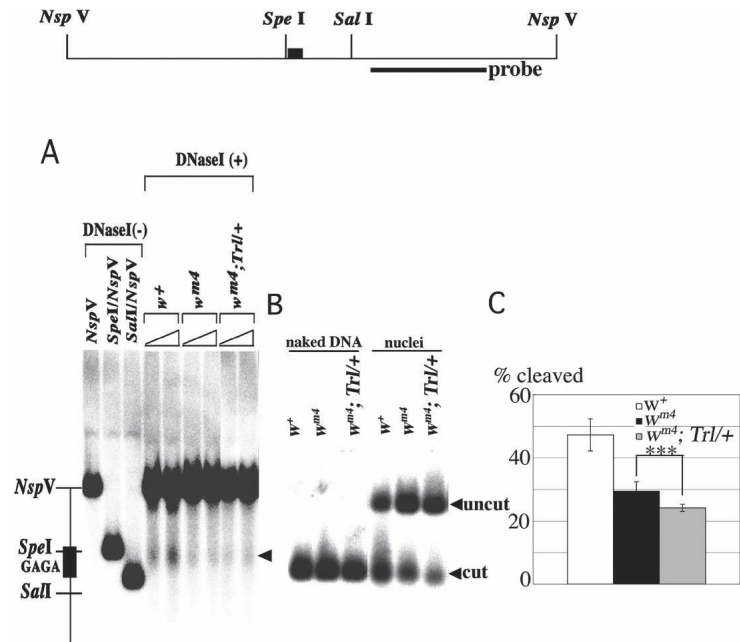 Nsp V Spe I Sal I Nsp V
probe
A
DNaseI (+)
DNaseI(-)
NspV
SpeI/NspV
SalI/NspV
w+
wm4
wm4;Trl/+
NspV
SpeI
GAGA
SalI
B
naked DNA nuclei
w+
wm4
wm4; Trl/+
w+
wm4
wm4; Trl/+
uncut
cut
C
% cleaved
60
40
20
0
w+
wm4
wm4; Trl/+
***